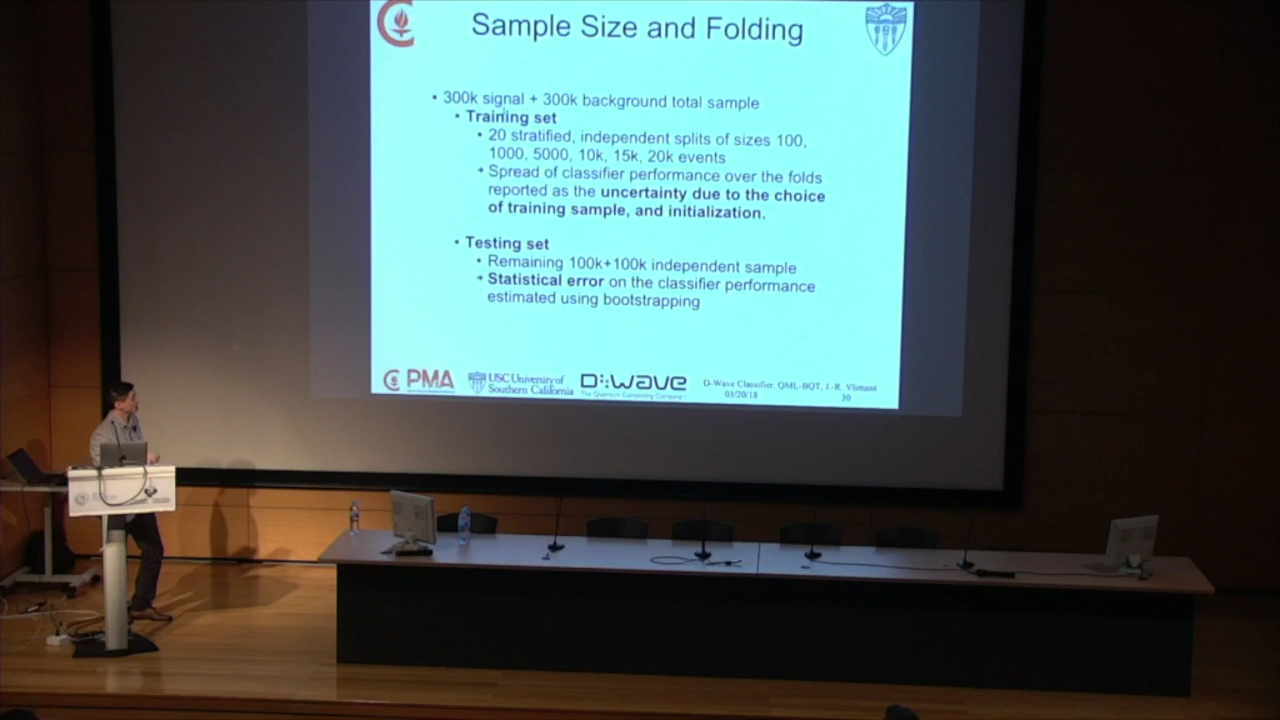 Sample Size and Folding
• 300k signal + 300k background total sample
• Training set
• 20 stratified, independent splits of sizes 100,
1000, 5000, 10k, 15k, 20k events
Spread of classifier performance over the folds
reported as the uncertainty due to the choice
of training sample, and initialization.
• Testing set
• Remaining 100k+100k independent sample
Statistical error on the classifier performance
estimated using bootstrapping
PMA
USC University of
Southern California
D:wave
The Quantum Computing Company
D-Wave Classifier, QML-BQT, J.-R. Vlimant
03/20/18
30